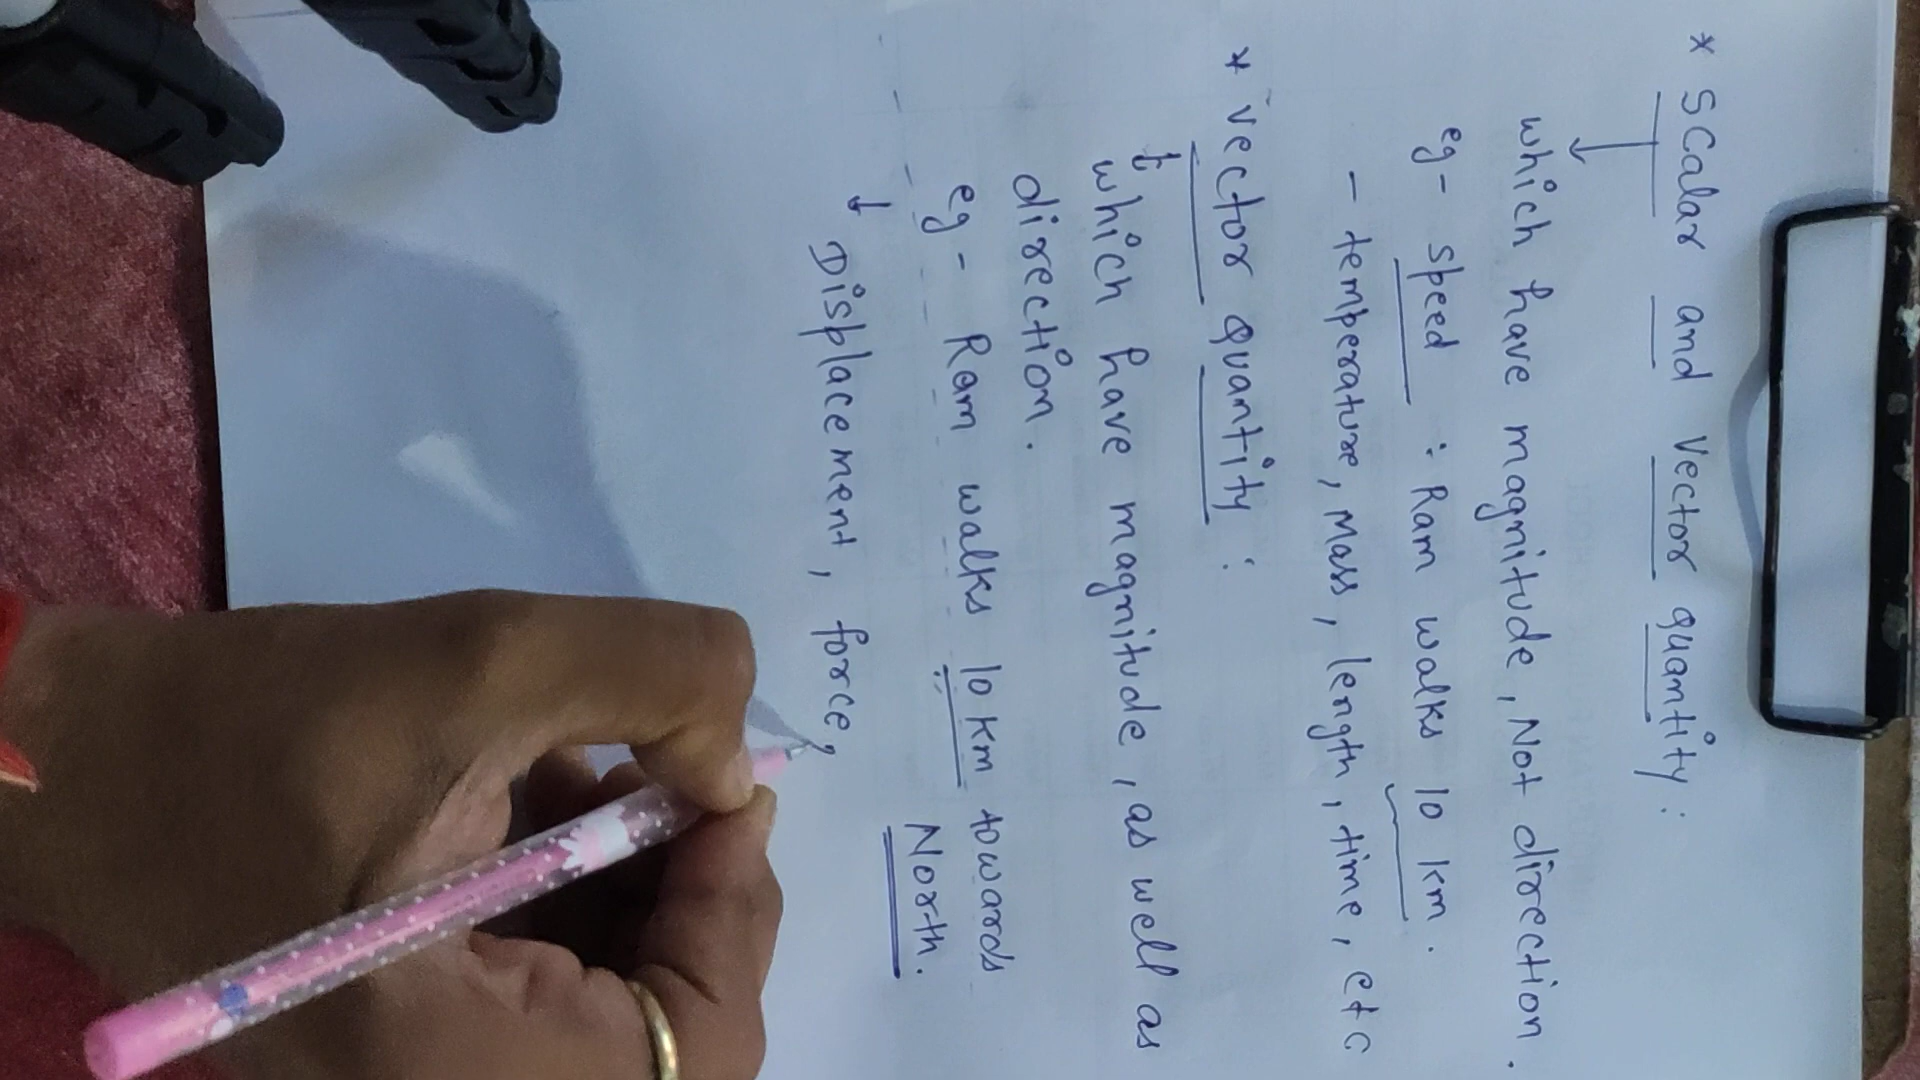 * Scalar and Vector quantity :
which have magnitude, Not direction.
eg - speed : Ram walks 10 km.
- temperature, Mass, length, time, etc
* Vector quantity :
which have magnitude, as well as
direction.
eg - Ram walks 10 km towards
North.
Displacement, force,